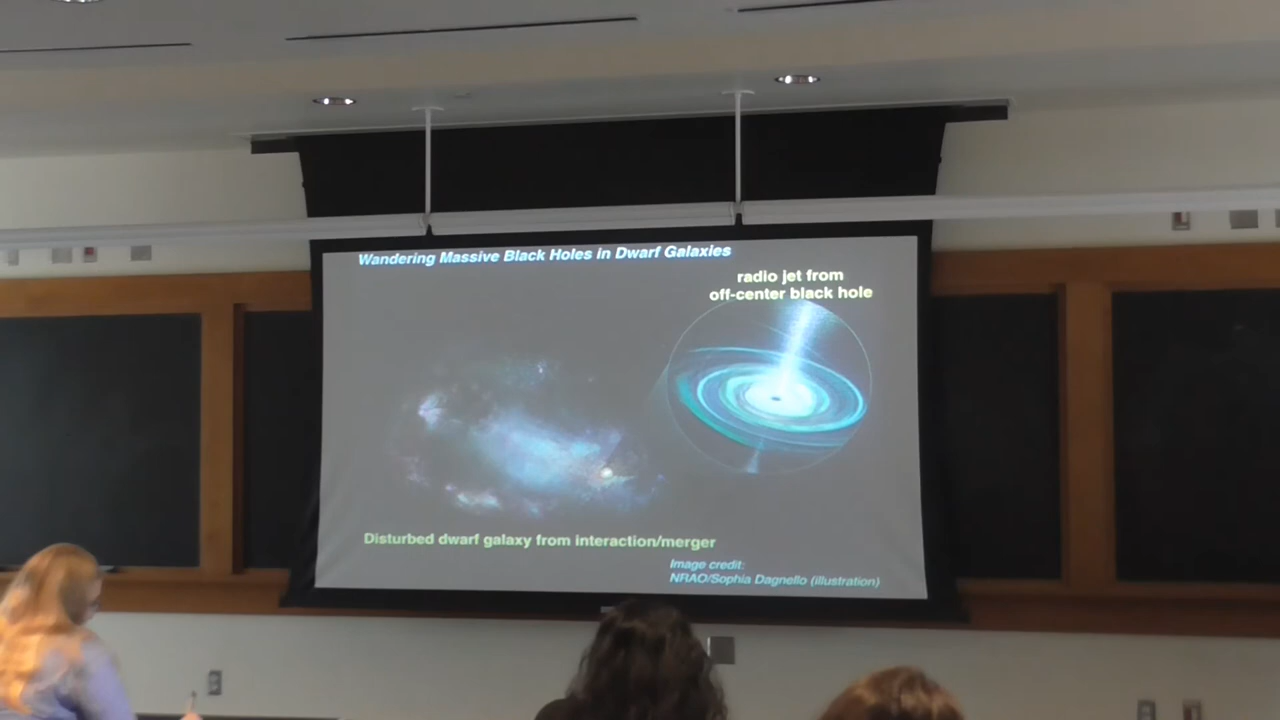 Wandering Massive Black Holes in Dwarf Galaxies
radio jet from
off-center black hole
Disturbed dwarf galaxy from interaction/merger
Image credit:
NRAO/Sophia Dagnello (illustration)